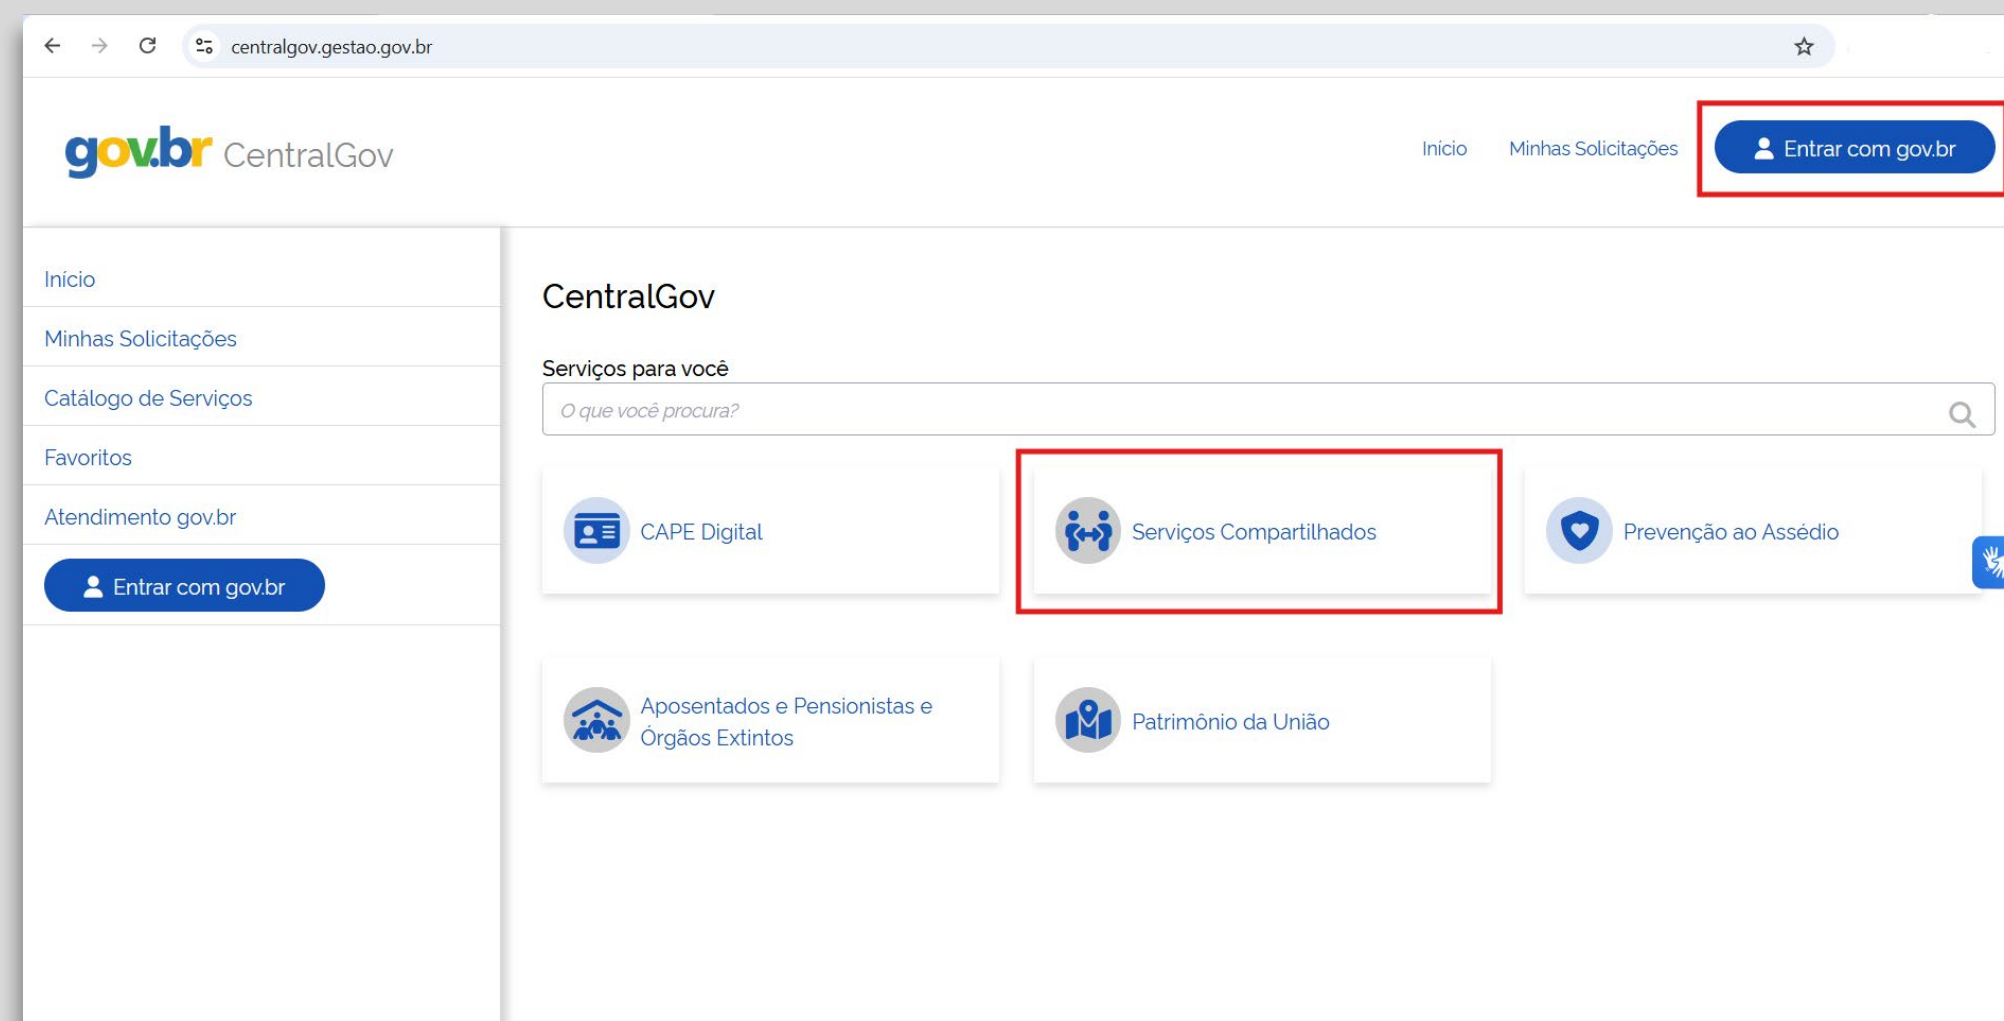 centralgov.gestao.gov.br
gov.br CentralGov
Início
Minhas Solicitações
Entrar com gov.br
Início
Minhas Solicitações
Catálogo de Serviços
Favoritos
Atendimento gov.br
Entrar com gov.br
CentralGov
Serviços para você
O que você procura?
CAPE Digital
Serviços Compartilhados
Prevenção ao Assédio
Aposentados e Pensionistas e
Órgãos Extintos
Patrimônio da União